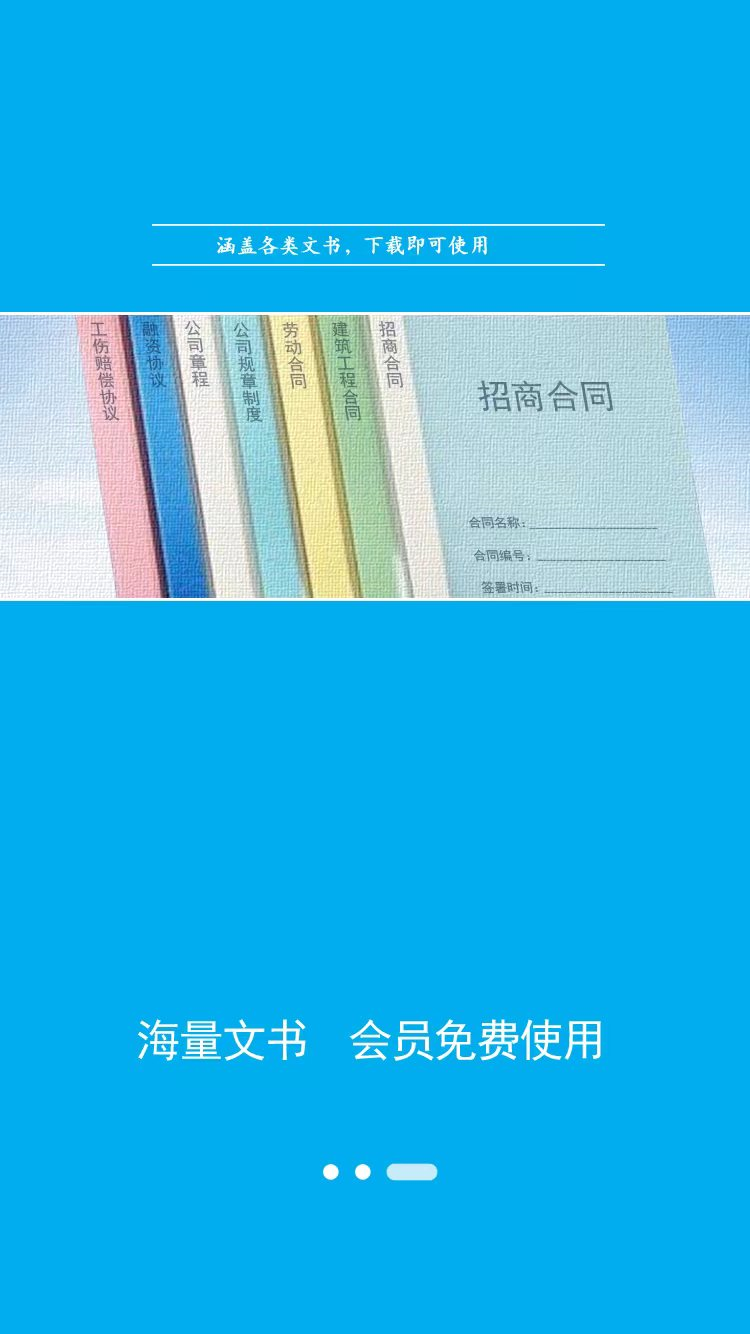 涵盖各类文书，下载即可使用
工伤赔偿协议
融资协议
公司章程
公司规章制度
劳动合同
建筑工程合同
招商合同
招商合同
合同名称：____________________
合同编号：____________________
签署时间：____________________
海量文书　会员免费使用